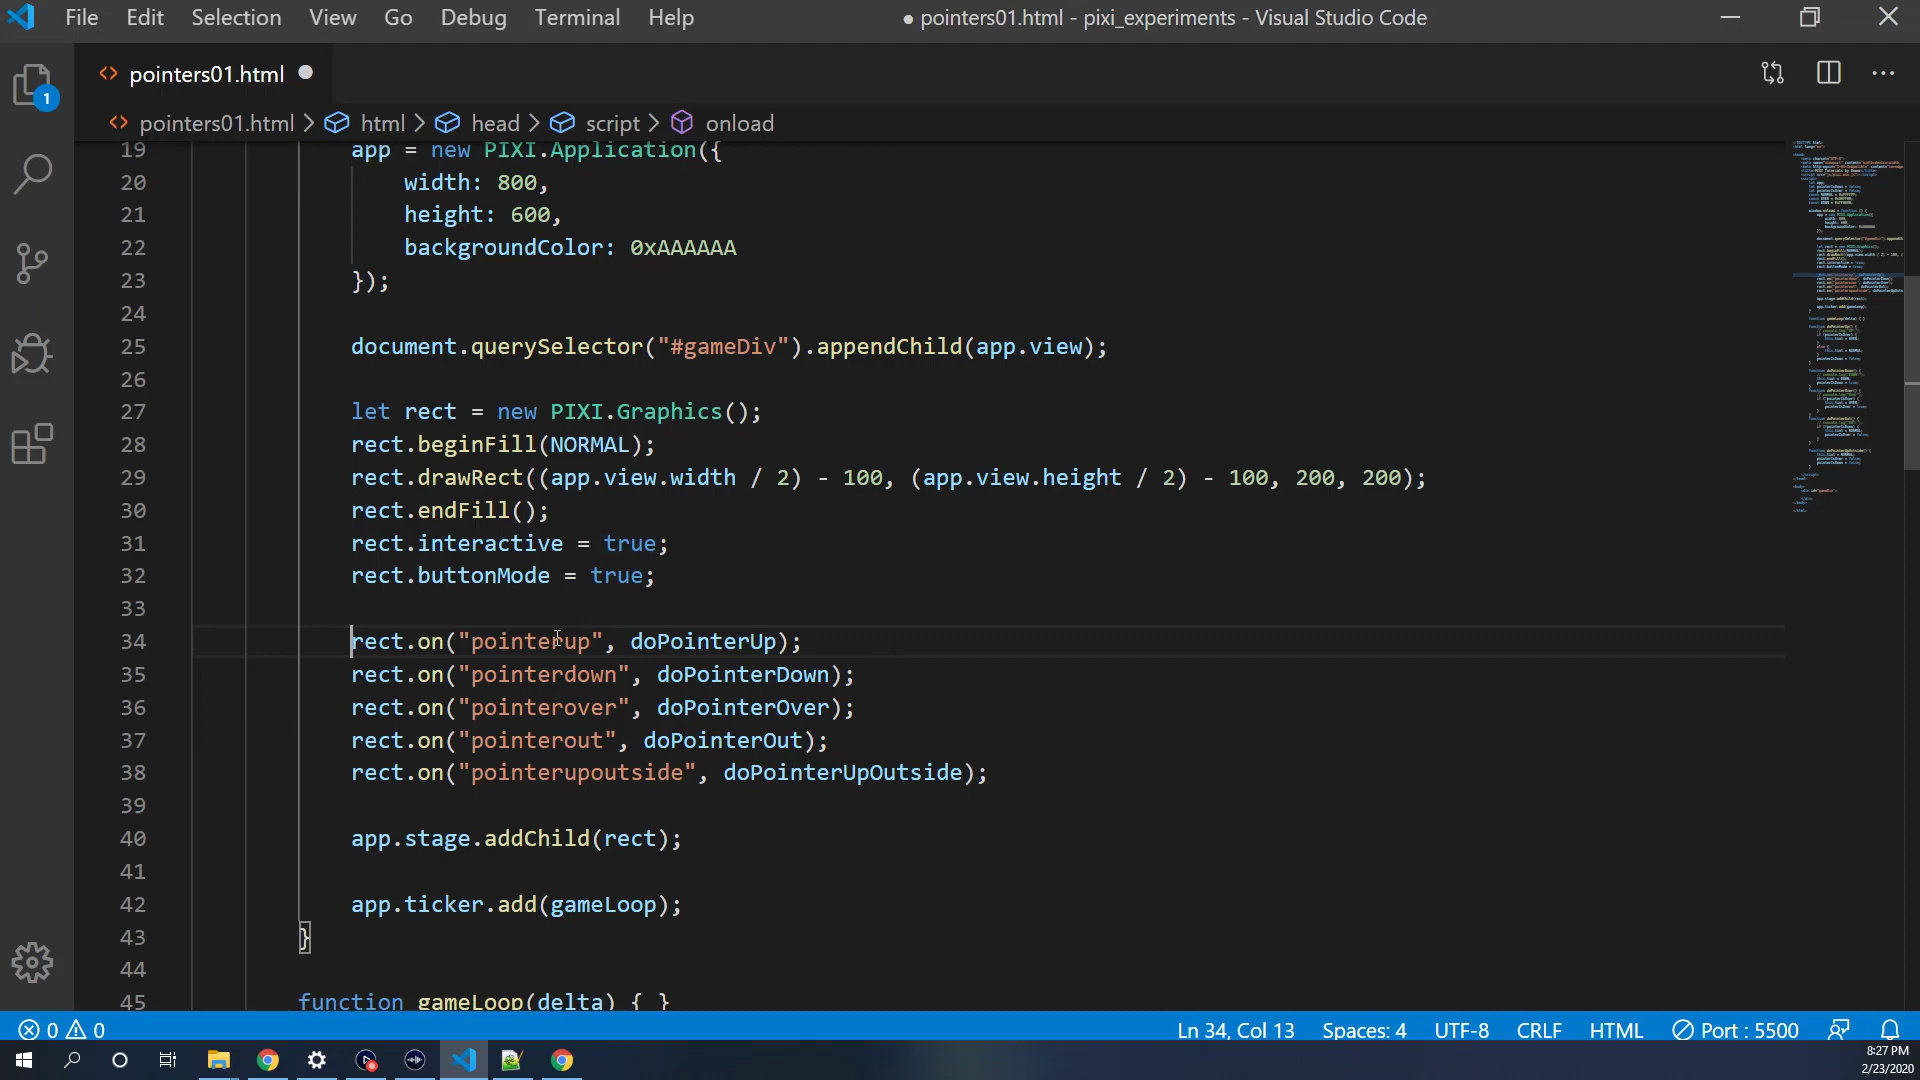 File Edit Selection View Go Debug Terminal Help
● pointers01.html - pixi_experiments - Visual Studio Code
pointers01.html
1
pointers01.html > html > head > script > onload
19 app = new PIXI.Application({
20 width: 800,
21 height: 600,
22 backgroundColor: 0xAAAAAA
23 });
24
25 document.querySelector("#gameDiv").appendChild(app.view);
26
27 let rect = new PIXI.Graphics();
28 rect.beginFill(NORMAL);
29 rect.drawRect((app.view.width / 2) - 100, (app.view.height / 2) - 100, 200, 200);
30 rect.endFill();
31 rect.interactive = true;
32 rect.buttonMode = true;
33
34 rect.on("pointerup", doPointerUp);
35 rect.on("pointerdown", doPointerDown);
36 rect.on("pointerover", doPointerOver);
37 rect.on("pointerout", doPointerOut);
38 rect.on("pointerupoutside", doPointerUpOutside);
39
40 app.stage.addChild(rect);
41
42 app.ticker.add(gameLoop);
43 }
44
45 function gameLoop(delta) { }
0 0
Ln 34, Col 13 Spaces: 4 UTF-8 CRLF HTML Port : 5500
8:27 PM
2/23/2020